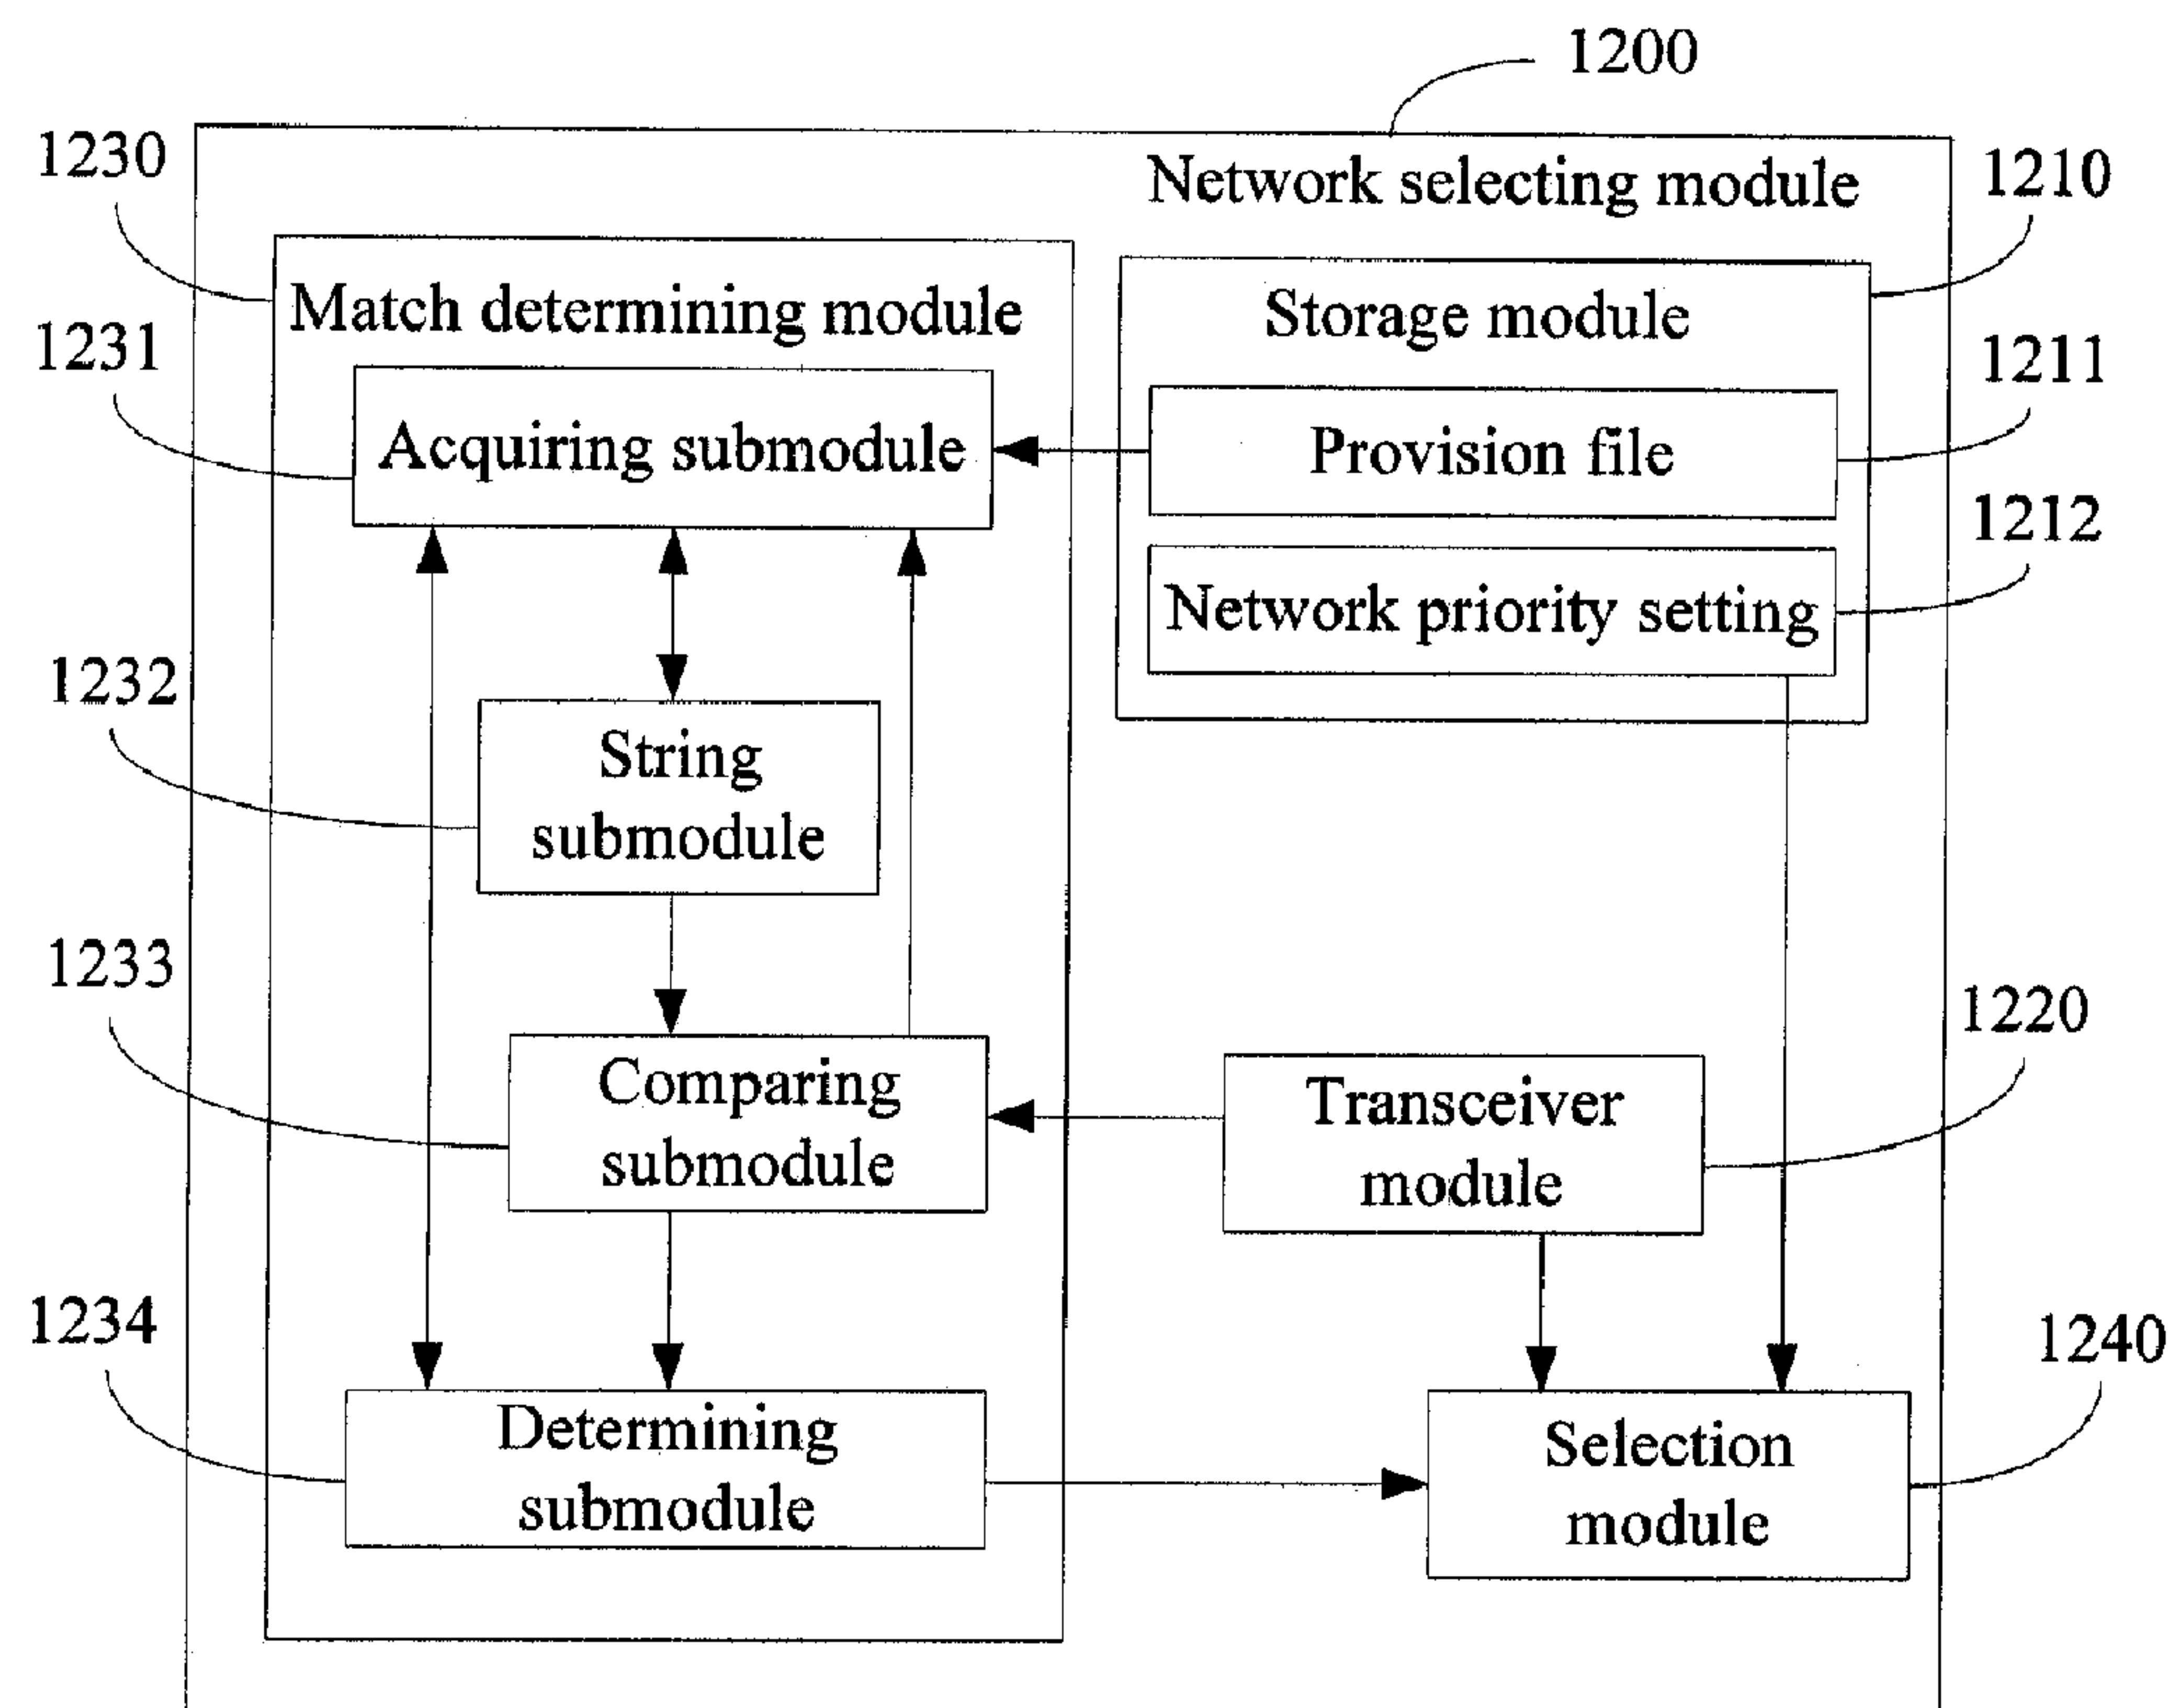 1200
1230
Network selecting module
1210
Match determining module
Storage module
1231
1211
Acquiring submodule
Provision file
1212
Network priority setting
1232
String
submodule
1233
1220
Comparing
submodule
Transceiver
module
1234
1240
Determining
submodule
Selection
module